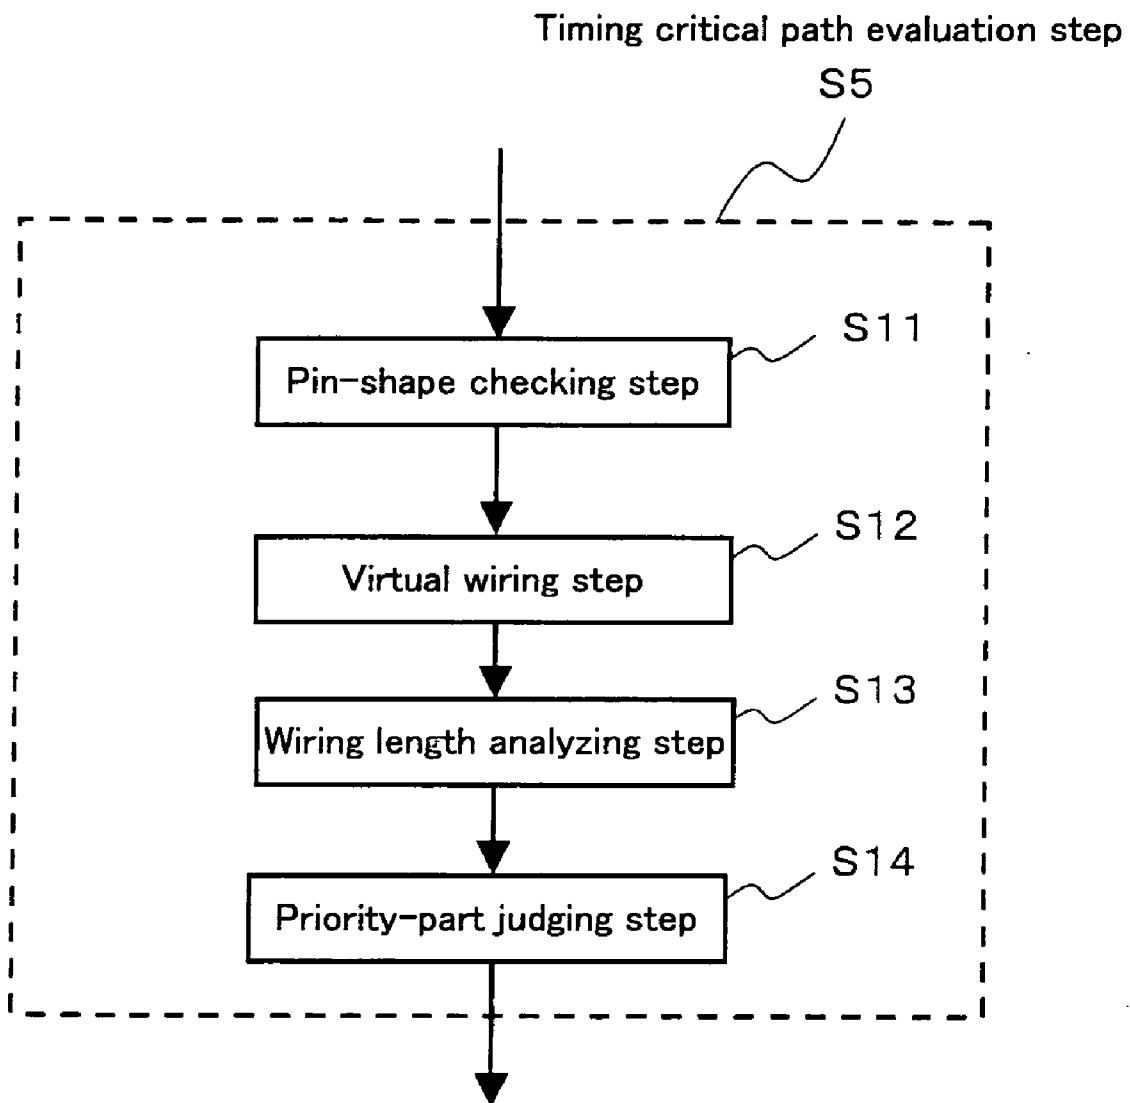 Timing critical path evaluation step
S5
S11
Pin-shape checking step
S12
Virtual wiring step
S13
Wiring length analyzing step
S14
Priority-part judging step